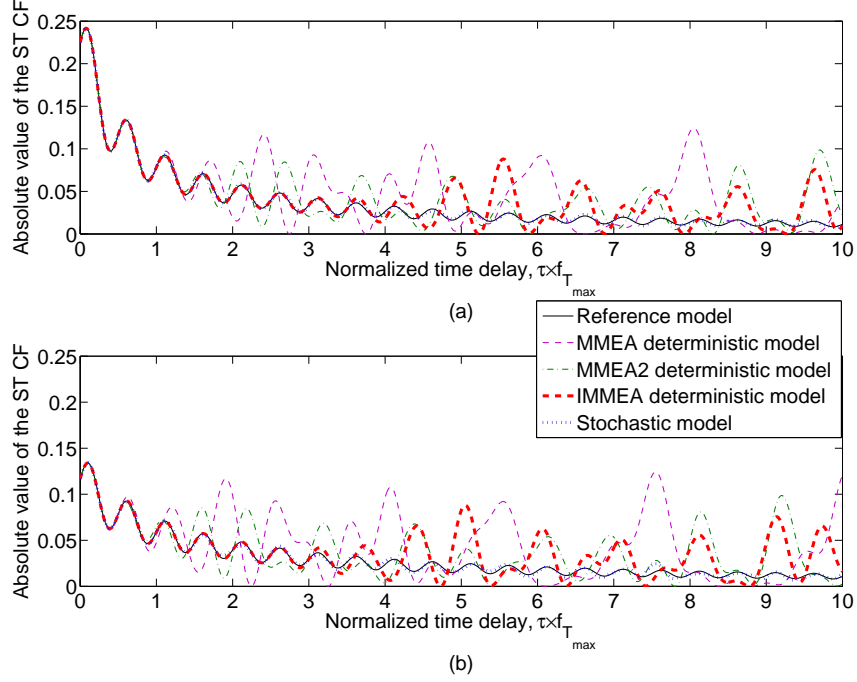 Absolute value of the ST CF
0.25
0.2
0.15
0.1
0.05
0
0 1 2 3 4 5 6 7 8 9 10
Normalized time delay, τ×f_T_max
(a)
Reference model
MMEA deterministic model
MMEA2 deterministic model
IMMEA deterministic model
Stochastic model
Absolute value of the ST CF
0.25
0.2
0.15
0.1
0.05
0
0 1 2 3 4 5 6 7 8 9 10
Normalized time delay, τ×f_T_max
(b)